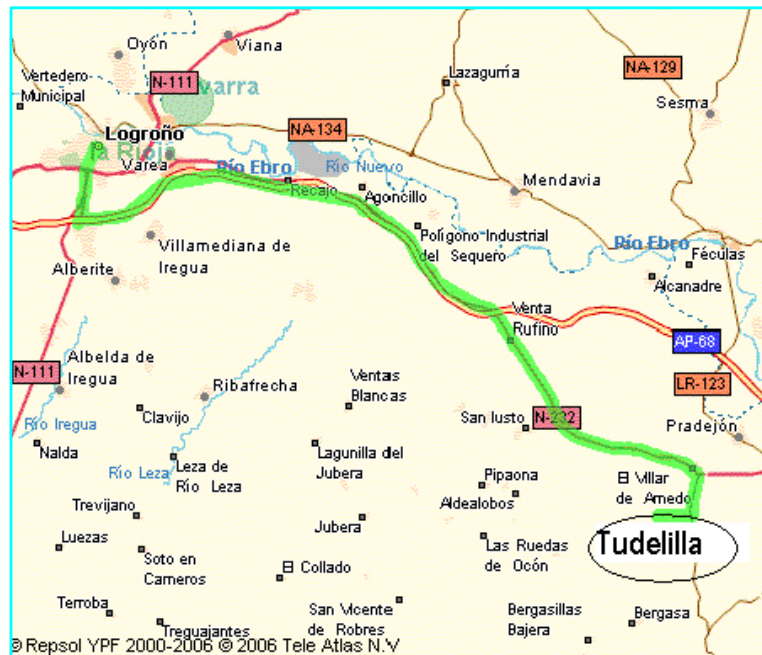 Oyón
Viana
Vertedero
Municipal
N-111
varra
NA-129
Lazagurría
Sesma
Logroño
NA-134
la Rioja
Varea
Río Ebro
Río Nuevo
Recajo
Agoncillo
Mendavia
Villamediana de
Iregua
Polígono Industrial
del Sequero
Río Ebro
Féculas
Alcanadre
Alberite
Venta
Rufino
AP-68
N-111
Albelda de
Iregua
Ribafrecha
Ventas
Blancas
LR-123
Clavijo
San Iusto
N-232
Pradejón
Río Iregua
Nalda
Río Leza
Leza de
Río Leza
Lagunilla del
Jubera
Pipaona
Aldealobos
El Villar
de Arnedo
Trevijano
Jubera
Luezas
Soto en
Cameros
El Collado
Las Ruedas
de Ocón
Tudelilla
Terroba
Treguajantes
San Vicente
de Robres
Bergasillas
Bajera
Bergasa
© Repsol YPF 2000-2006 © 2006 Tele Atlas N.V